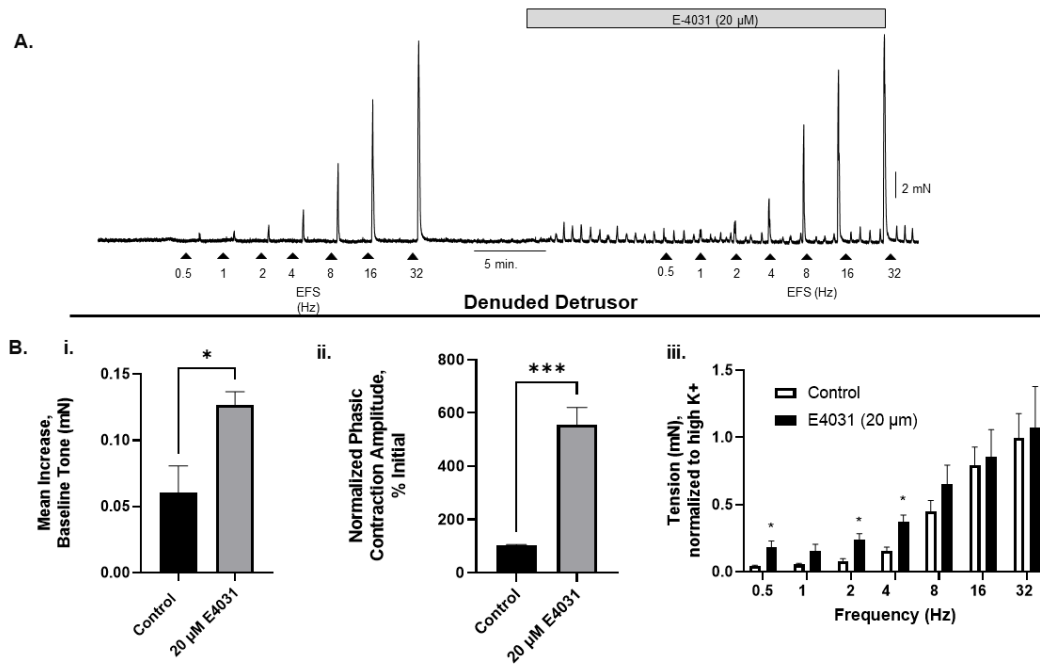 E-4031 (20 µM)
A.
2 mN
5 min.
0.5 1 2 4 8 16 32
0.5 1 2 4 8 16 32
EFS
(Hz)
EFS (Hz)
Denuded Detrusor
B.
i.
*
Mean Increase,
Baseline Tone (mN)
0.15
0.10
0.05
0.00
Control
20 µM E4031
ii.
***
Normalized Phasic
Contraction Amplitude,
% Initial
800
600
400
200
0
Control
20 µM E4031
iii.
Tension (mN),
normalized to high K+
1.5
1.0
0.5
0.0
Control
E4031 (20 µm)
* * *
0.5 1 2 4 8 16 32
Frequency (Hz)